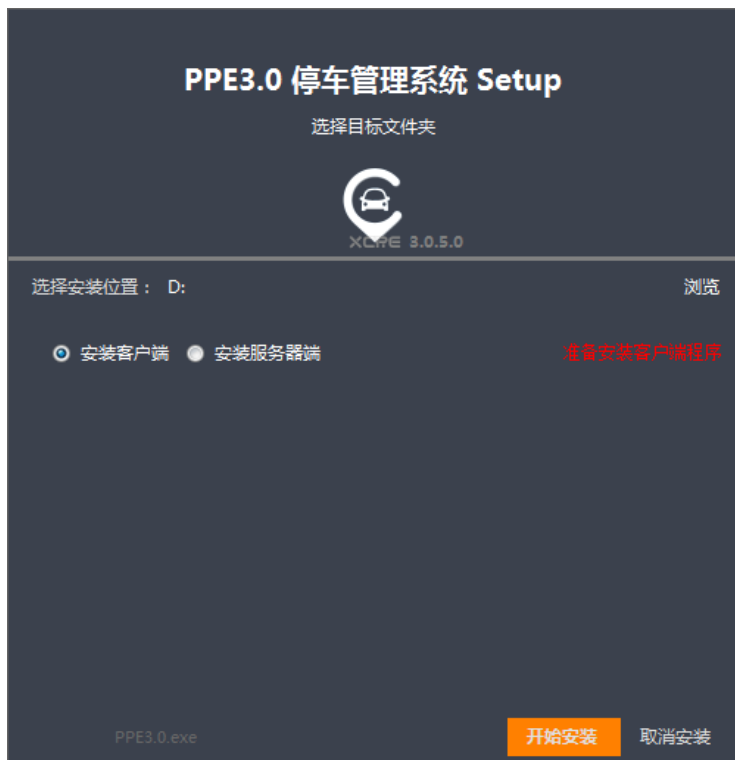 PPE3.0 停车管理系统 Setup
选择目标文件夹
XCPE 3.0.5.0
选择安装位置： D:
浏览
安装客户端 安装服务器端
准备安装客户端程序
PPE3.0.exe
开始安装 取消安装